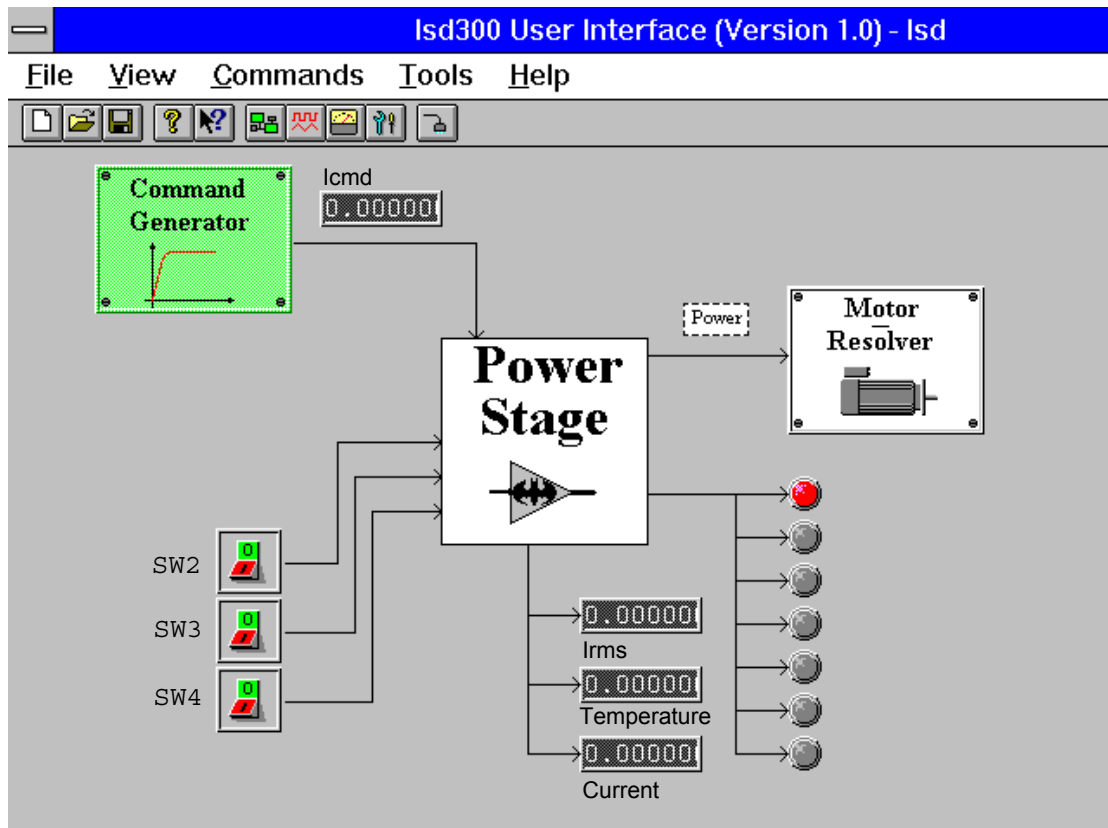 lsd300 User Interface (Version 1.0) - lsd
File View Commands Tools Help
Command
Generator
Icmd
0.00000
Power
Motor
Resolver
Power
Stage
SW2
0
SW3
0
SW4
0
0.00000
Irms
0.00000
Temperature
0.00000
Current